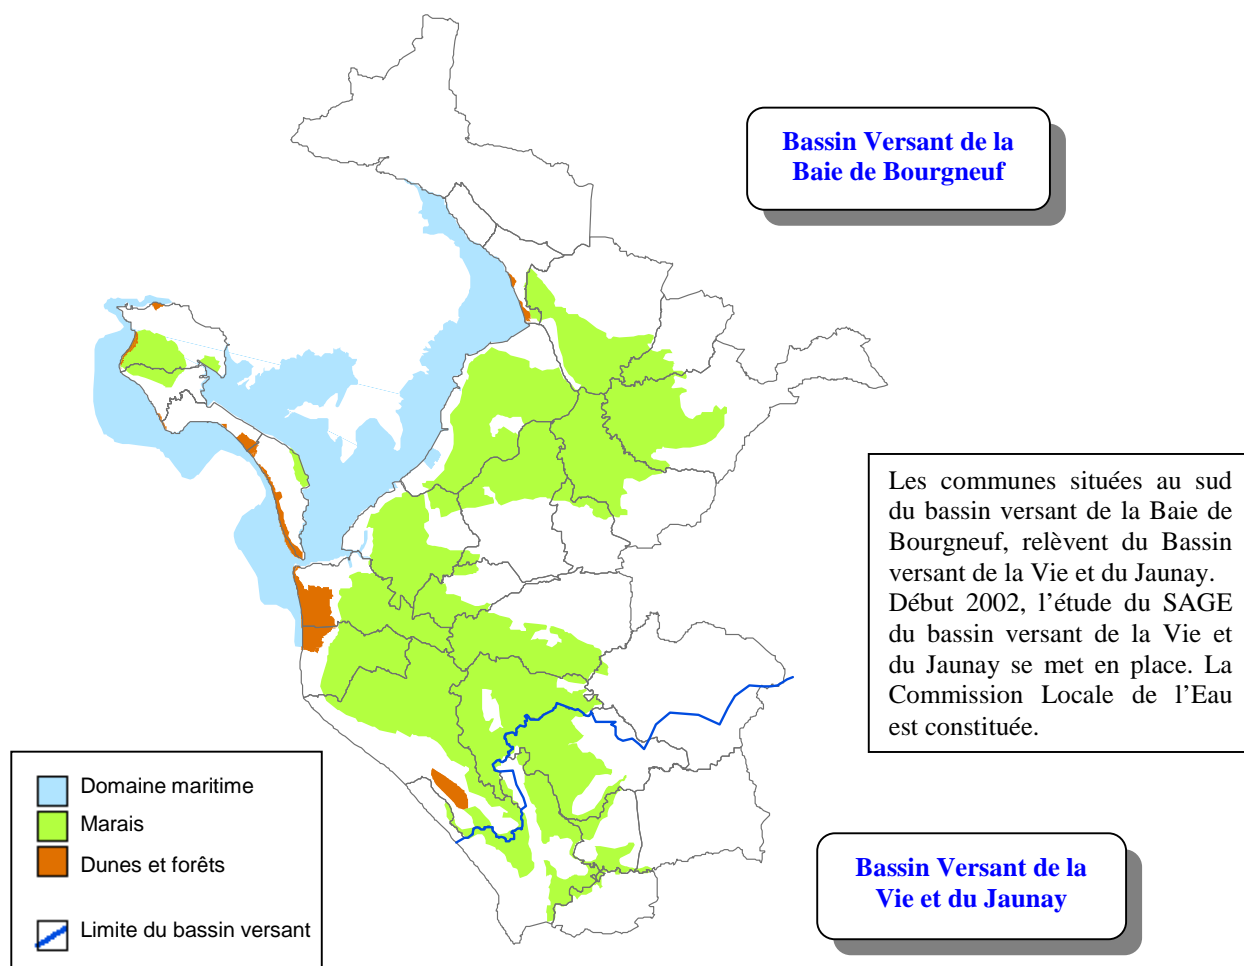 Bassin Versant de la
Baie de Bourgneuf
Les communes situées au sud
du bassin versant de la Baie de
Bourgneuf, relèvent du Bassin
versant de la Vie et du Jaunay.
Début 2002, l’étude du SAGE
du bassin versant de la Vie et
du Jaunay se met en place. La
Commission Locale de l’Eau
est constituée.
Domaine maritime
Marais
Dunes et forêts
Limite du bassin versant
Bassin Versant de la
Vie et du Jaunay